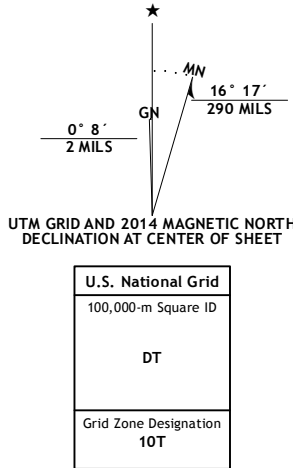 MN
GN
16° 17´
290 MILS
0° 8´
2 MILS
UTM GRID AND 2014 MAGNETIC NORTH
DECLINATION AT CENTER OF SHEET
U.S. National Grid
100,000-m Square ID
DT
Grid Zone Designation
10T